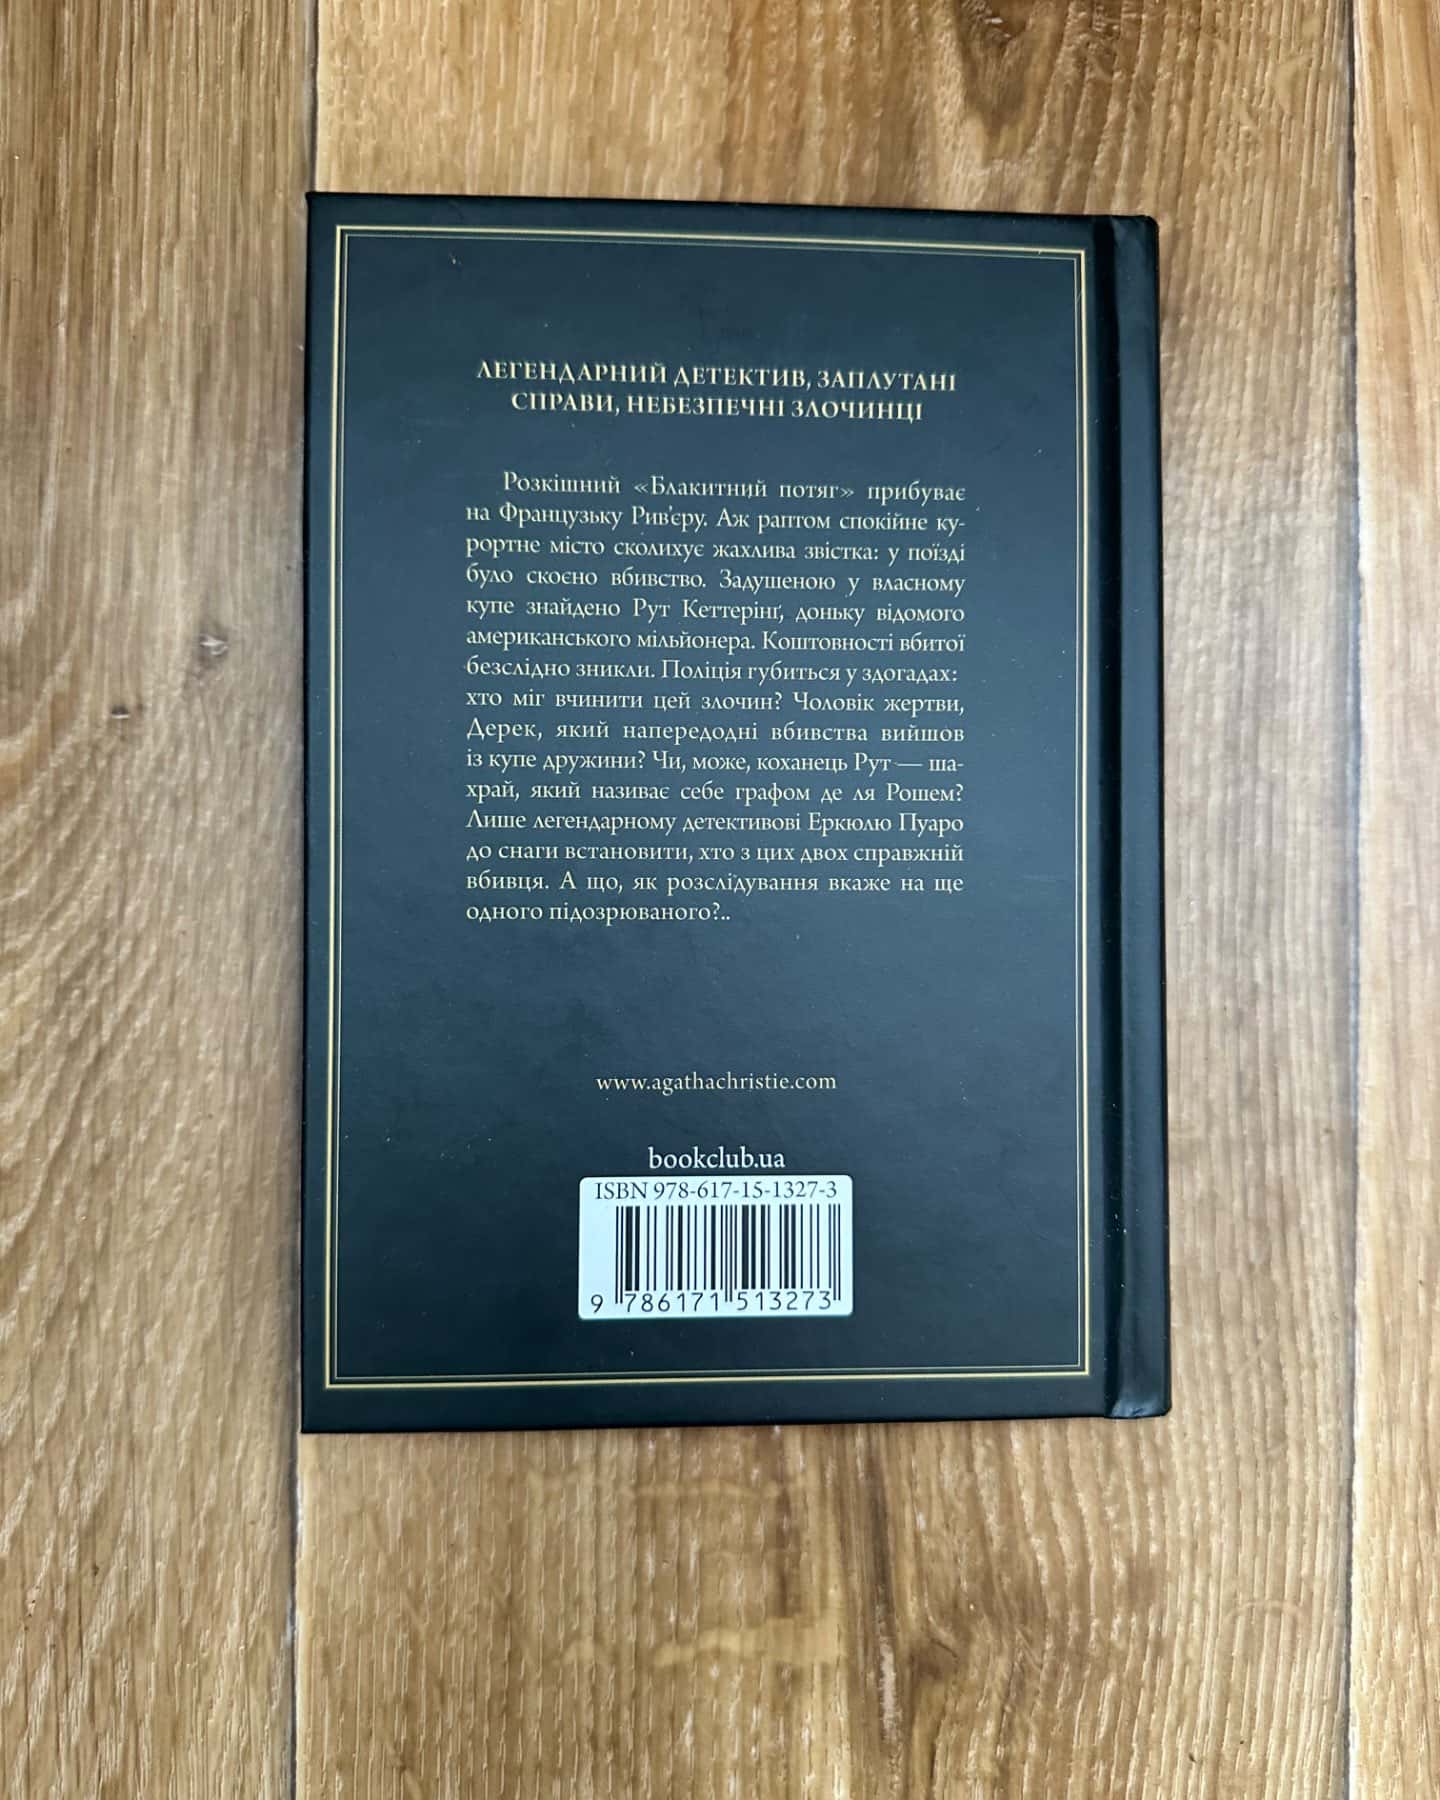 ЛЕГЕНДАРНИЙ ДЕТЕКТИВ, ЗАПЛУТАНІ
СПРАВИ, НЕБЕЗПЕЧНІ ЗЛОЧИНЦІ
Розкішний «Блакитний потяг» прибуває
на Французьку Рив'єру. Аж раптом спокійне ку-
рортне місто сколихує жахлива звістка: у поїзді
було скоєно вбивство. Задушеною у власному
купе знайдено Рут Кеттерінґ, доньку відомого
американського мільйонера. Коштовності вбитої
безслідно зникли. Поліція губиться у здогадах:
хто міг вчинити цей злочин? Чоловік жертви,
Дерек, який напередодні вбивства вийшов
із купе дружини? Чи, може, коханець Рут — ша-
храй, який називає себе графом де ля Рошем?
Лише легендарному детективові Еркюлю Пуаро
до снаги встановити, хто з цих двох справжній
вбивця. А що, як розслідування вкаже на ще
одного підозрюваного?..
www.agathachristie.com
bookclub.ua
ISBN 978-617-15-1327-3
9 786171 513273